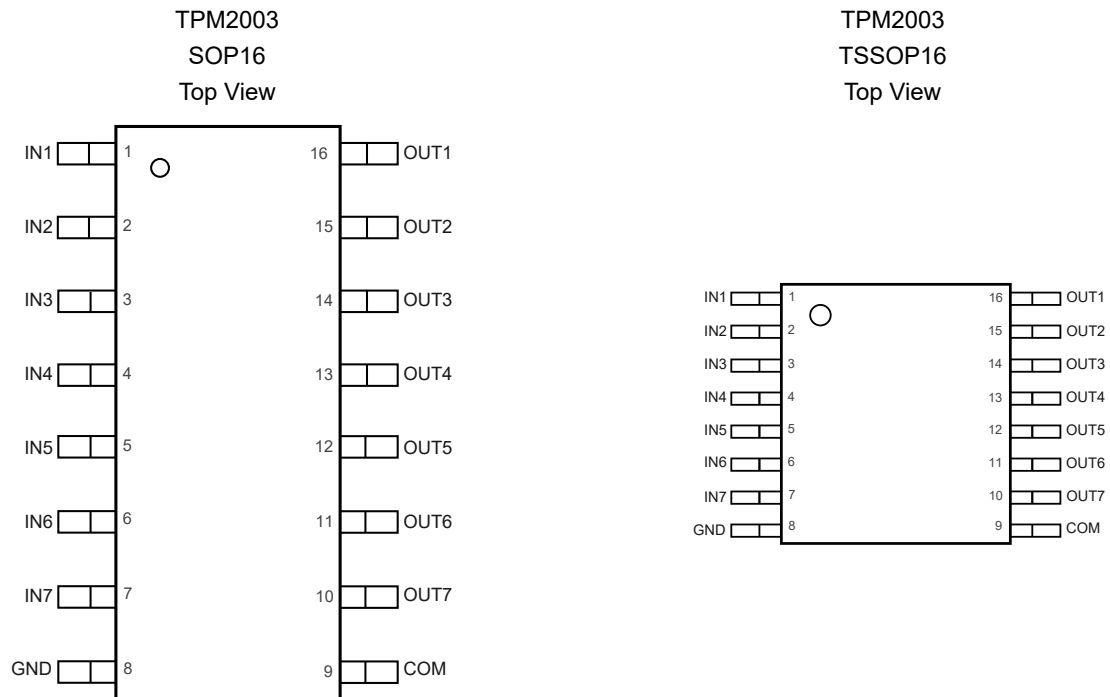 TPM2003
SOP16
Top View
IN1 1 16 OUT1
IN2 2 15 OUT2
IN3 3 14 OUT3
IN4 4 13 OUT4
IN5 5 12 OUT5
IN6 6 11 OUT6
IN7 7 10 OUT7
GND 8 9 COM
TPM2003
TSSOP16
Top View
IN1 1 16 OUT1
IN2 2 15 OUT2
IN3 3 14 OUT3
IN4 4 13 OUT4
IN5 5 12 OUT5
IN6 6 11 OUT6
IN7 7 10 OUT7
GND 8 9 COM